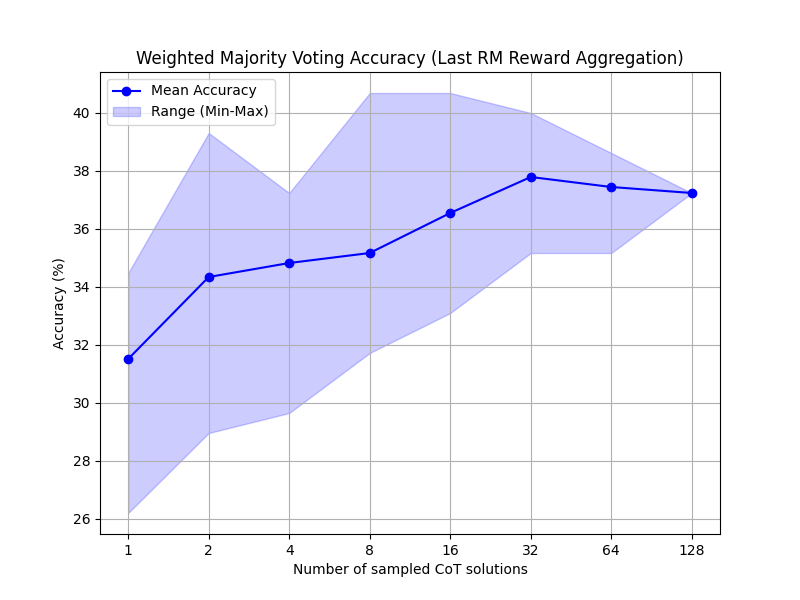 Weighted Majority Voting Accuracy (Last RM Reward Aggregation)
Mean Accuracy
Range (Min-Max)
Accuracy (%)
40
38
36
34
32
30
28
26
1 2 4 8 16 32 64 128
Number of sampled CoT solutions